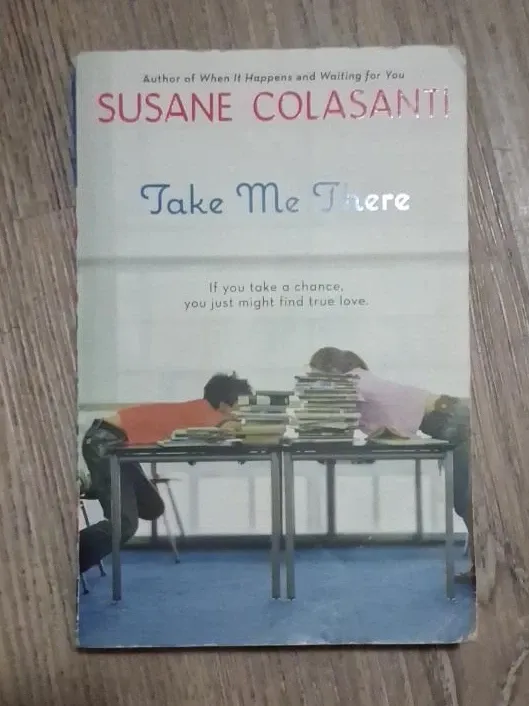 Author of When It Happens and Waiting for You
SUSANE COLASANTI
Take Me There
If you take a chance,
you just might find true love.